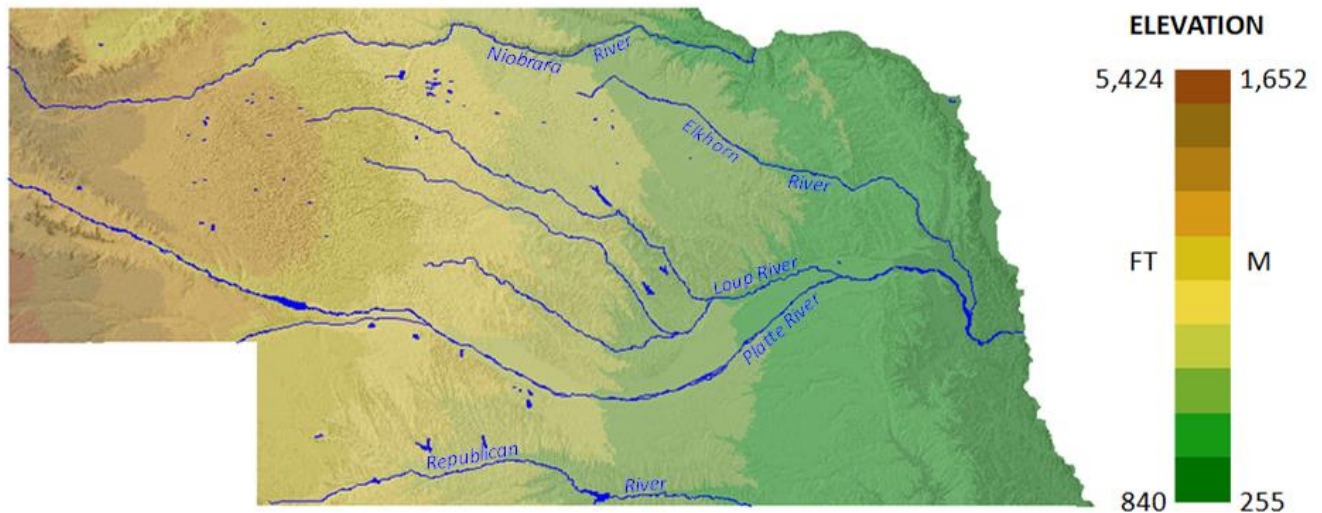 ELEVATION
5,424 1,652
FT M
840 255
Niobrara River
Elkhorn River
Loup River
Platte River
Republican River